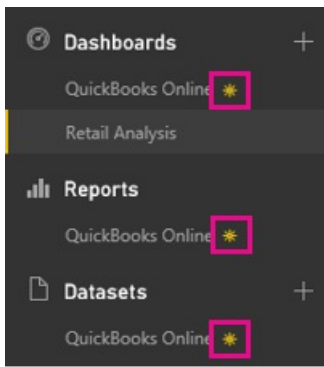 Dashboards +
QuickBooks Online *
Retail Analysis
Reports
QuickBooks Online *
Datasets +
QuickBooks Online *